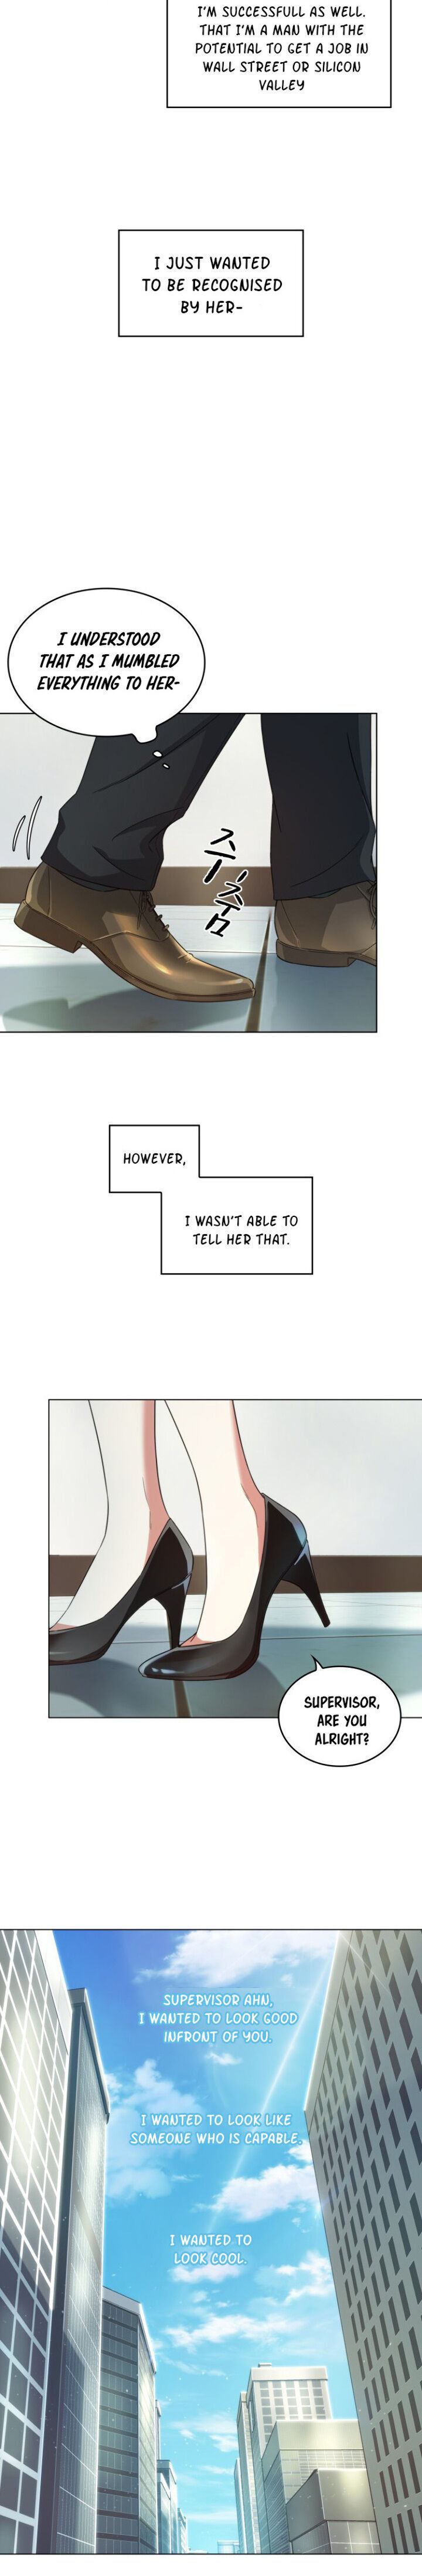 I'M SUCCESSFULL AS WELL.
THAT I'M A MAN WITH THE
POTENTIAL TO GET A JOB IN
WALL STREET OR SILICON
VALLEY
I JUST WANTED
TO BE RECOGNISED
BY HER-
I UNDERSTOOD
THAT AS I MUMBLED
EVERYTHING TO HER-
주춤
HOWEVER,
I WASN'T ABLE TO
TELL HER THAT.
SUPERVISOR,
ARE YOU
ALRIGHT?
SUPERVISOR AHN,
I WANTED TO LOOK GOOD
INFRONT OF YOU.
I WANTED TO LOOK LIKE
SOMEONE WHO IS CAPABLE.
I WANTED TO
LOOK COOL.